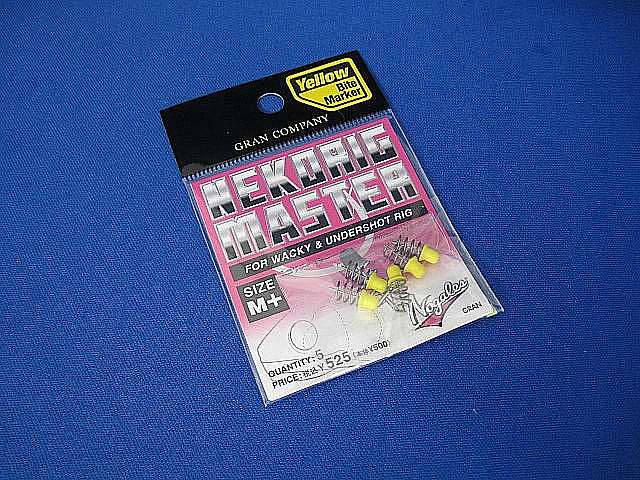 Yellow
Bite
Marker
GRAN COMPANY
NEKORIG
MASTER
FOR WACKY & UNDERSHOT RIG
SIZE
M+
Nogales
GRAN
QUANTITY: 5
PRICE: 税込¥525 (本体¥500)